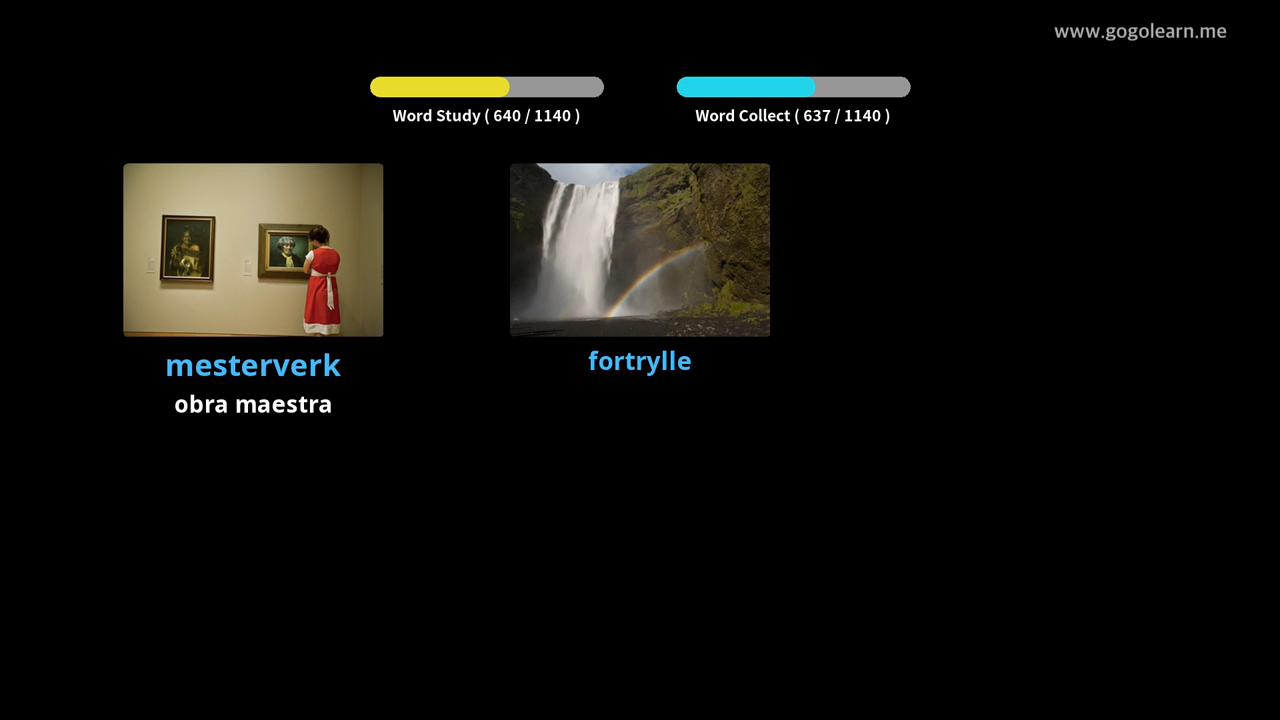 www.gogolearn.me
Word Study ( 640 / 1140 )
Word Collect ( 637 / 1140 )
mesterverk
obra maestra
fortrylle